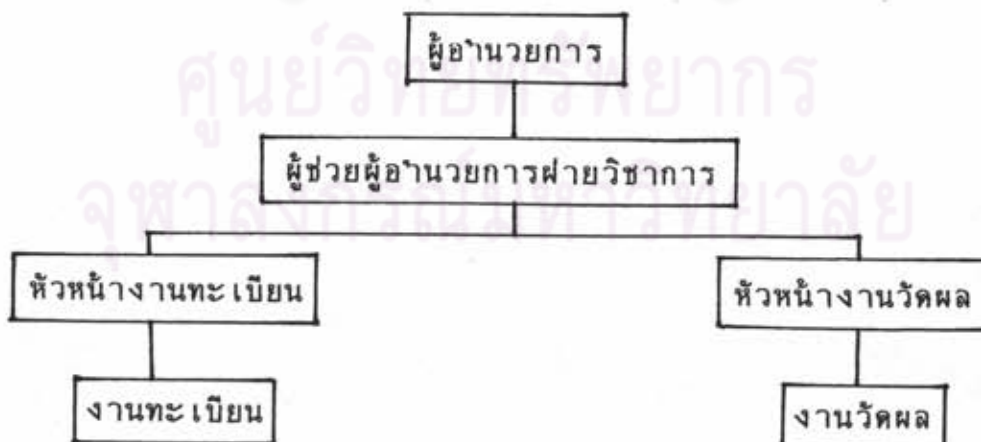 ผู้อำนวยการ
ศูนย์วิทยทรัพยากร
ผู้ช่วยผู้อำนวยการฝ่ายวิชาการ
จุฬาลงกรณ์มหาวิทยาลัย
หัวหน้างานทะเบียน
หัวหน้างานวัดผล
งานทะเบียน
งานวัดผล